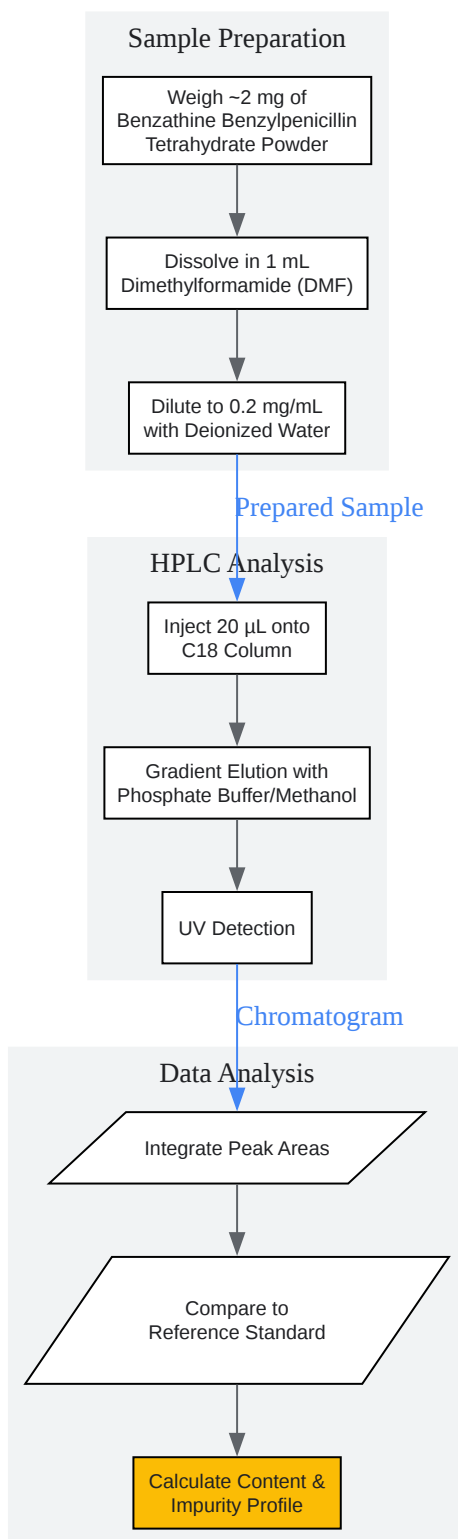 Sample Preparation
Weigh ~2 mg of
Benzathine Benzylpenicillin
Tetrahydrate Powder
Dissolve in 1 mL
Dimethylformamide (DMF)
Dilute to 0.2 mg/mL
with Deionized Water
Prepared Sample
HPLC Analysis
Inject 20 µL onto
C18 Column
Gradient Elution with
Phosphate Buffer/Methanol
UV Detection
Chromatogram
Data Analysis
Integrate Peak Areas
Compare to
Reference Standard
Calculate Content &
Impurity Profile